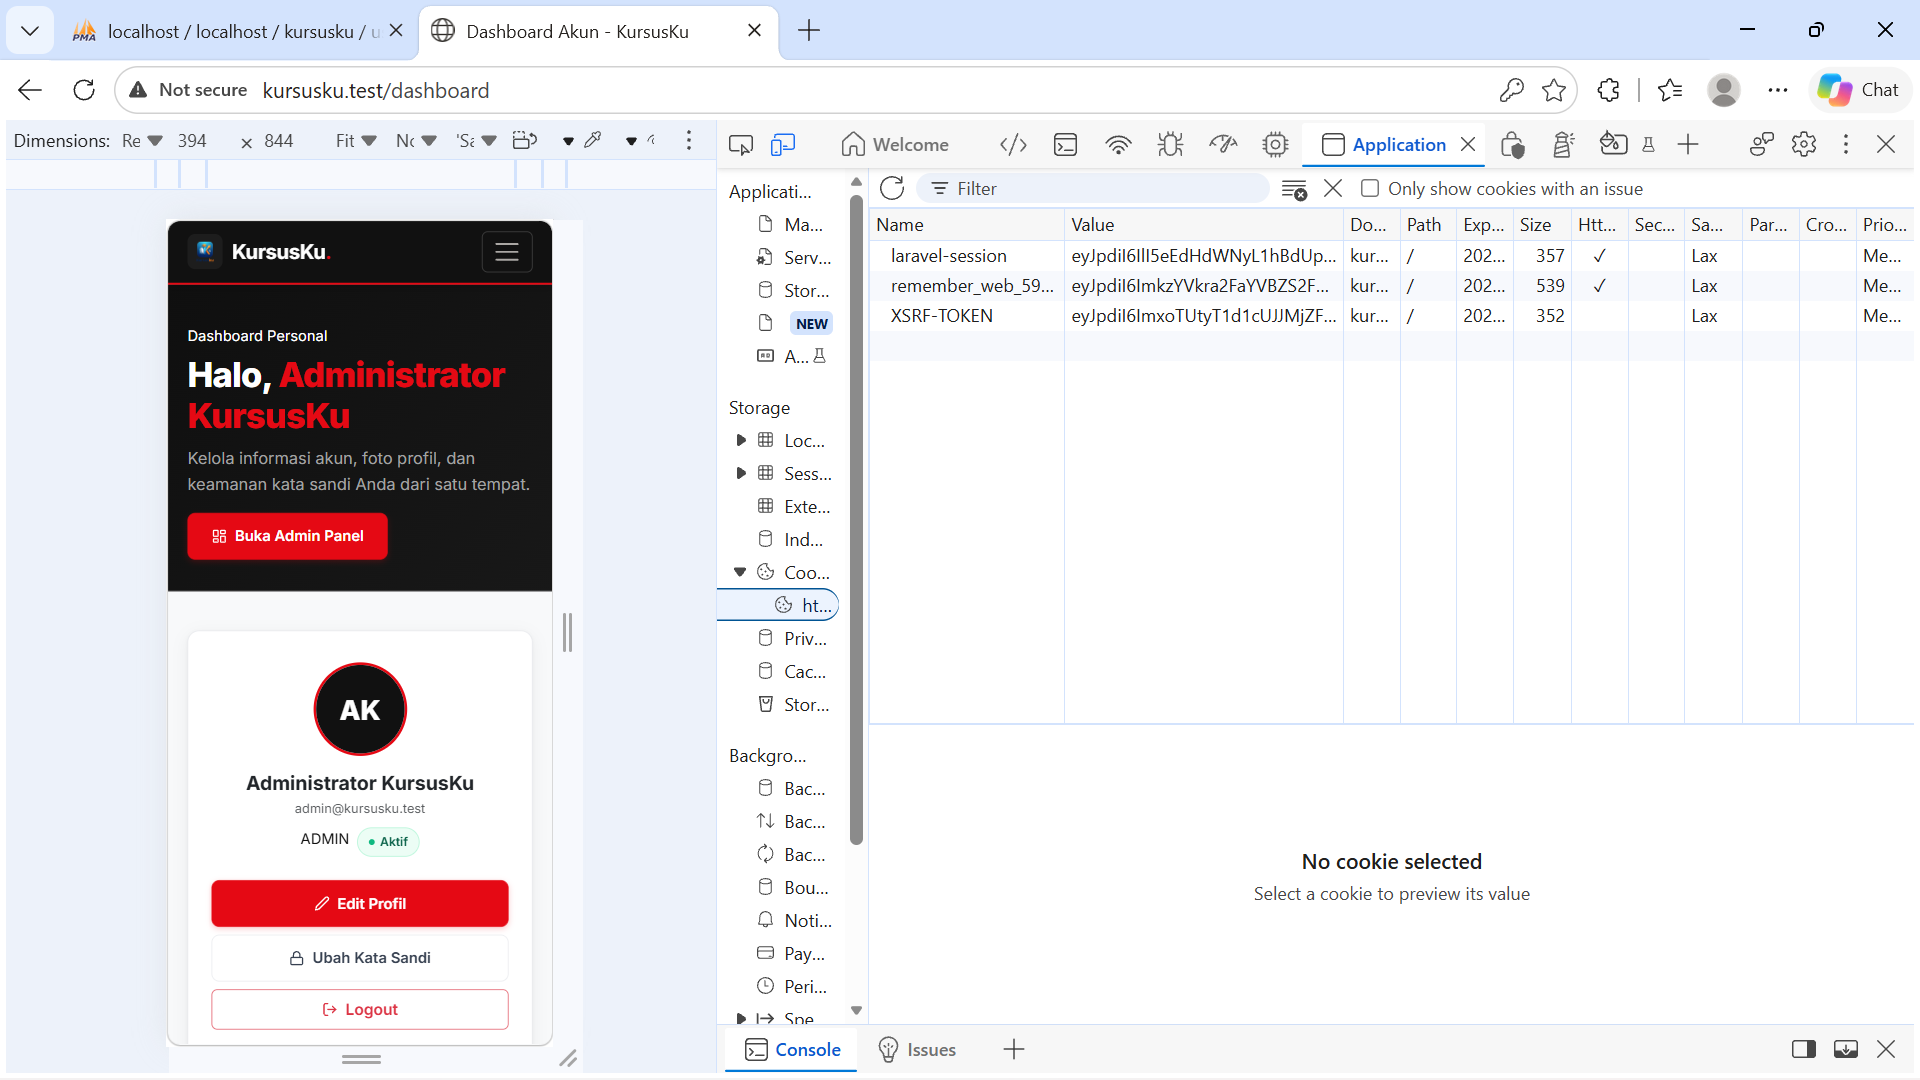 localhost / localhost / kursusku / u
Dashboard Akun - KursusKu
Not secure
kursusku.test/dashboard
Chat
Dimensions:
Re
394
×
844
Fit
Nc
'Sa
Welcome
Application
KursusKu.
Dashboard Personal
Halo, Administrator
KursusKu
Kelola informasi akun, foto profil, dan
keamanan kata sandi Anda dari satu tempat.
Buka Admin Panel
AK
Administrator KursusKu
admin@kursusku.test
ADMIN
Aktif
Edit Profil
Ubah Kata Sandi
Logout
Applicati...
Ma...
Serv...
Stor...
NEW
A...
Storage
Loc...
Sess...
Exte...
Ind...
Coo...
ht...
Priv...
Cac...
Stor...
Backgro...
Bac...
Bac...
Bac...
Bou...
Noti...
Pay...
Peri...
Spe
Filter
Only show cookies with an issue
Name Value Do... Path Exp... Size Htt... Sec... Sa... Par... Cro... Prio...
laravel-session kur... / 202... 357 ✓ Lax Me...
remember_web_59... kur... / 202... 539 ✓ Lax Me...
XSRF-TOKEN kur... / 202... 352 Lax Me...
No cookie selected
Select a cookie to preview its value
Console
Issues